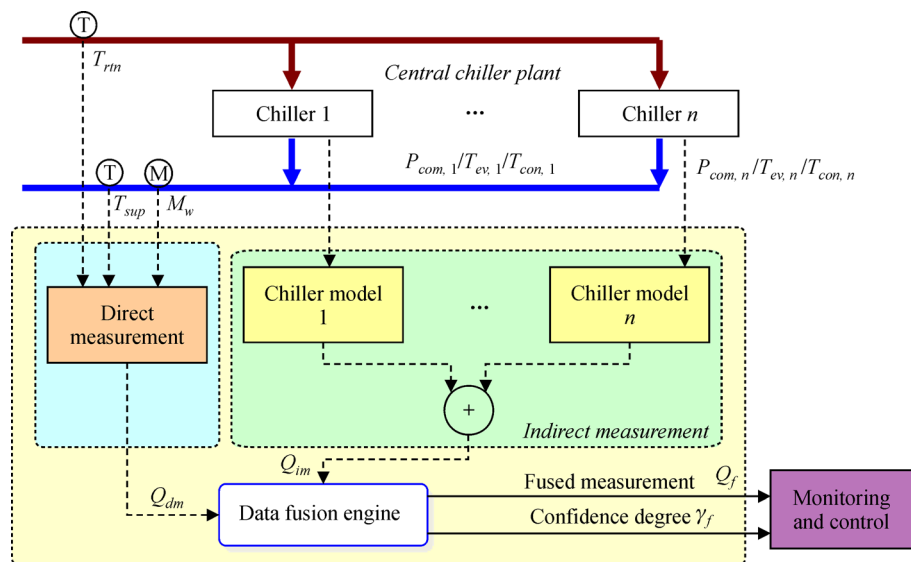 T
T_rtn
Central chiller plant
Chiller 1
...
Chiller n
P_com, 1/T_ev, 1/T_con, 1
P_com, n/T_ev, n/T_con, n
T
M
T_sup
M_w
Direct
measurement
Chiller model
1
...
Chiller model
n
+
Indirect measurement
Q_im
Q_dm
Data fusion engine
Fused measurement
Q_f
Confidence degree γ_f
Monitoring
and control